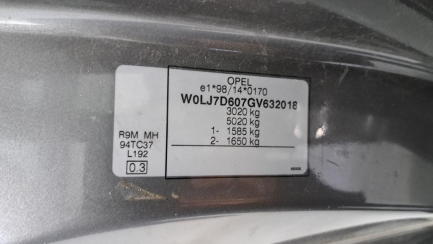 OPEL
e1*98/14*0170
W0LJ7D607GV632018
3020 kg
5020 kg
1- 1585 kg
2- 1650 kg
R9M MH
94TC37
L192
0.3